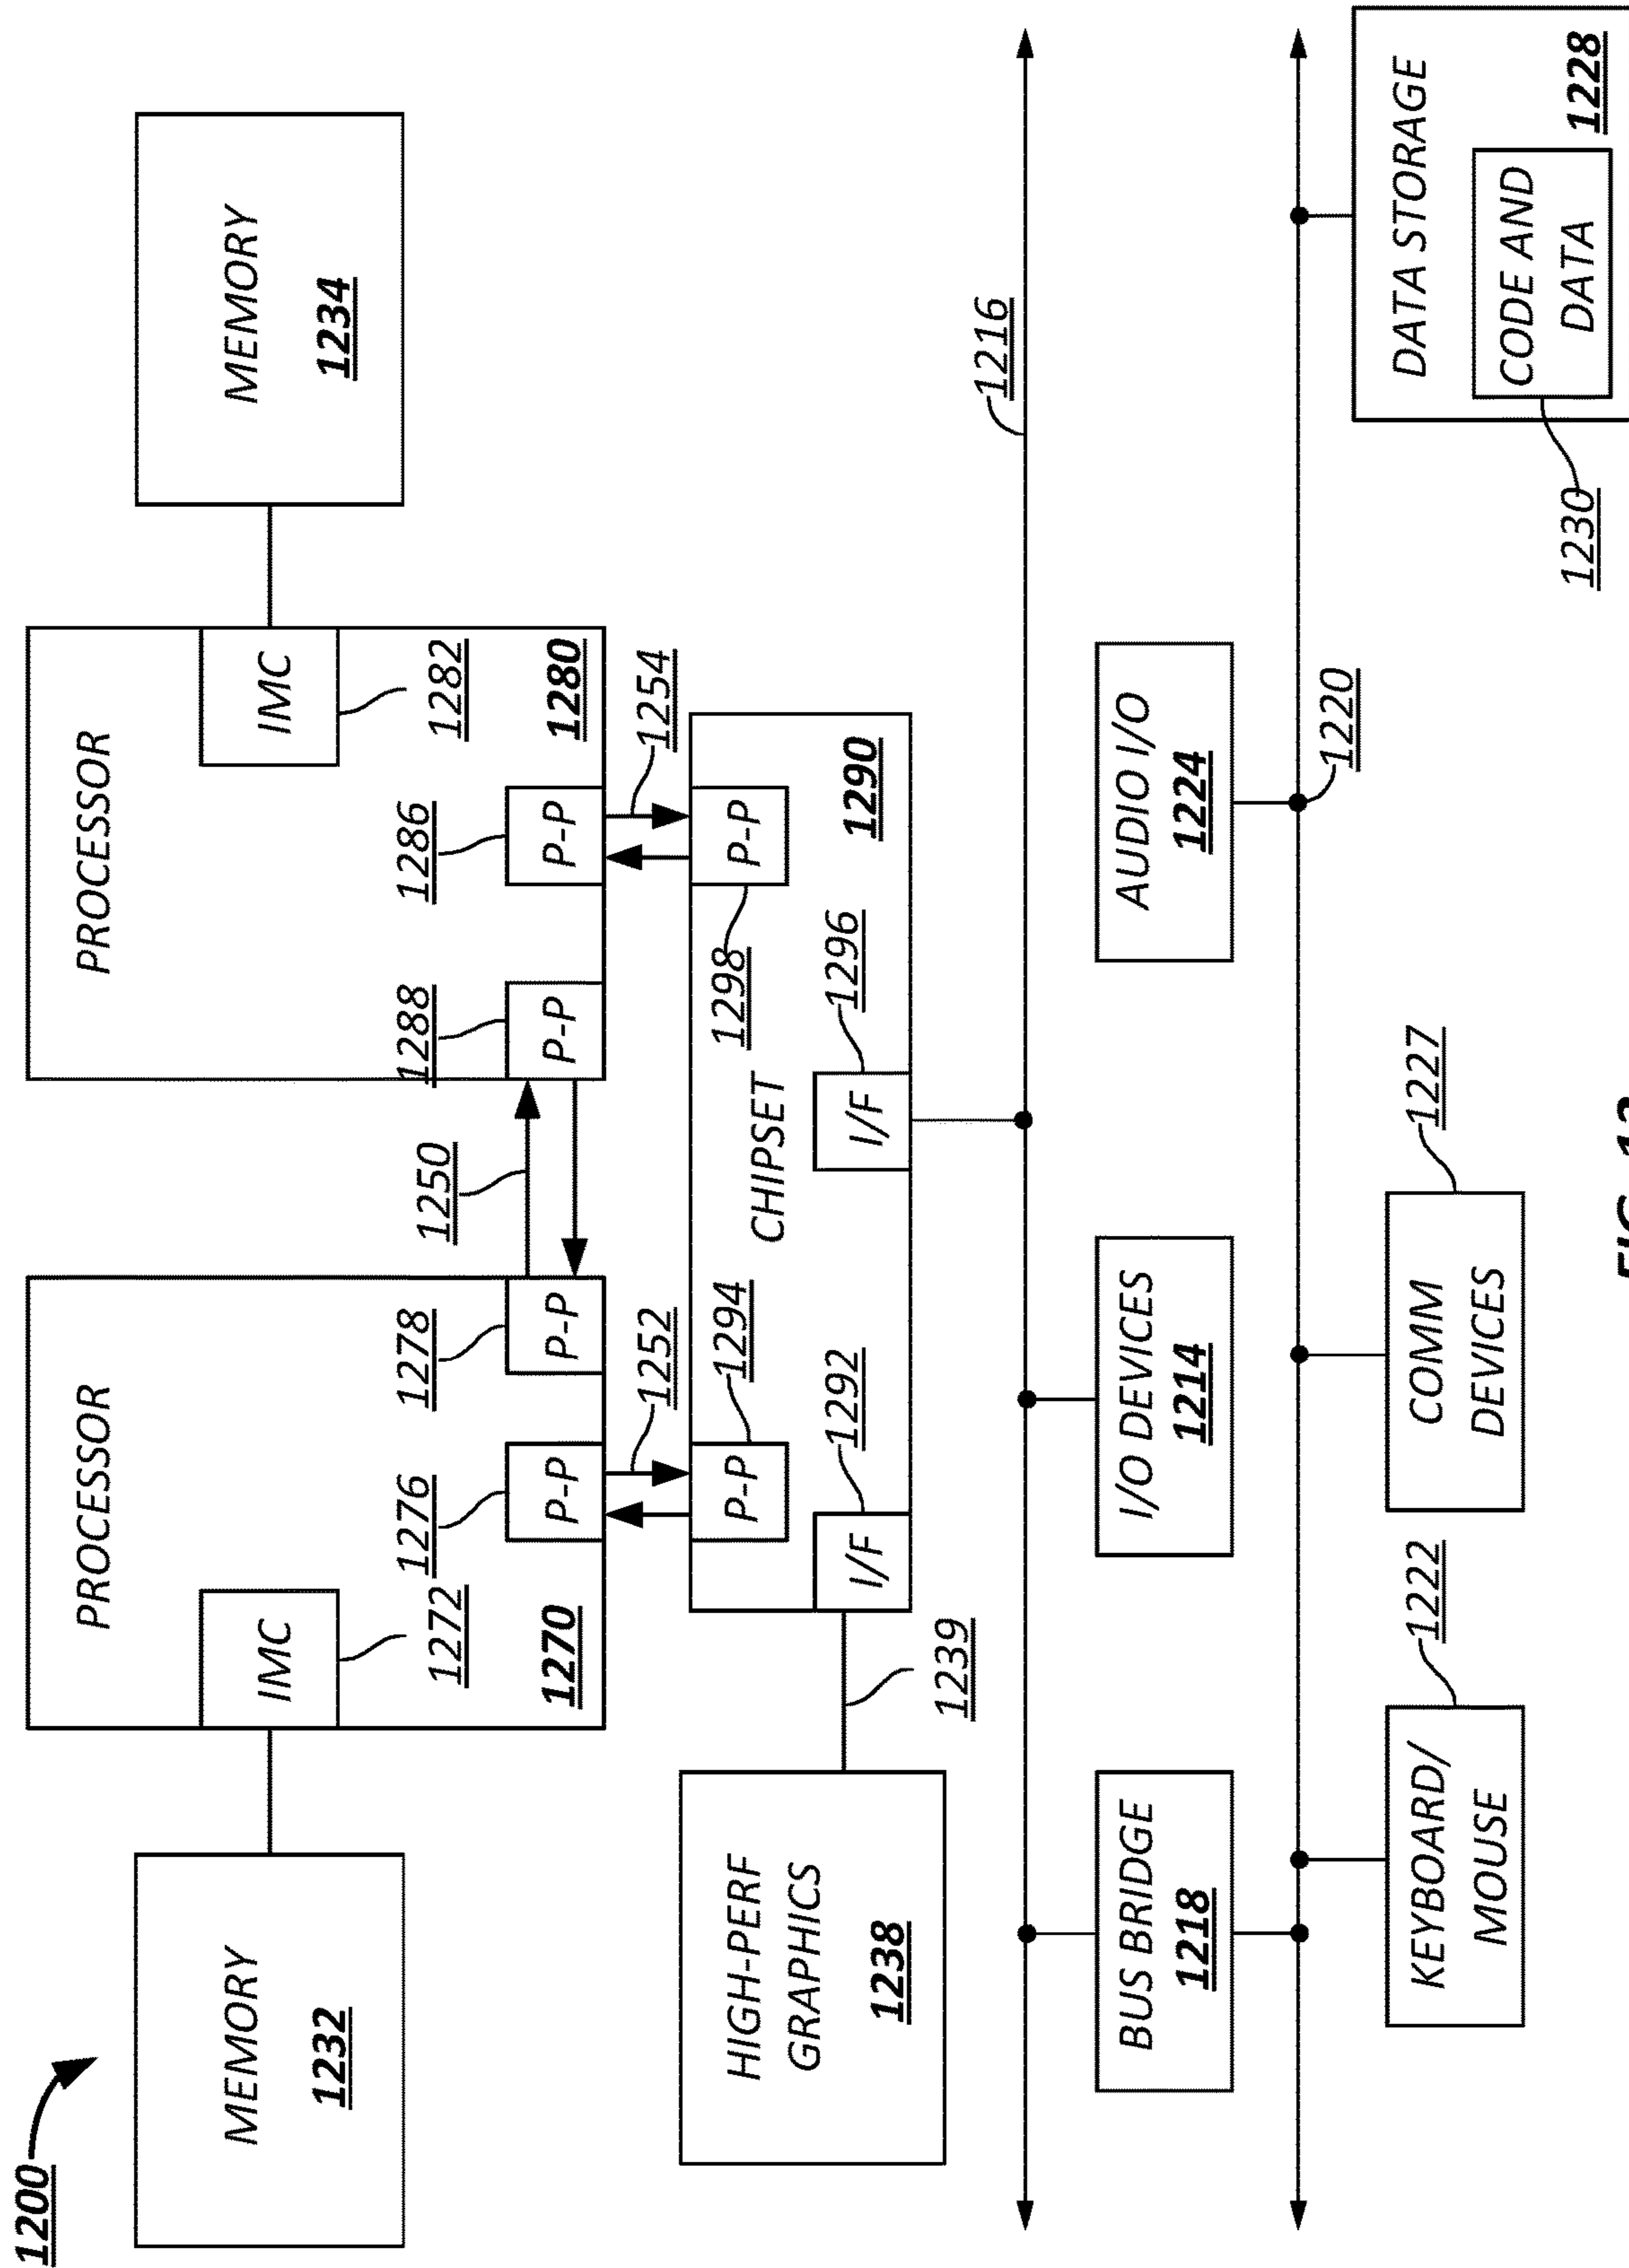 1200
MEMORY
1232
PROCESSOR
IMC
1272
1270
1276
P-P
1278
P-P
1250
PROCESSOR
1288
P-P
1286
P-P
IMC
1282
1280
MEMORY
1234
1252
1254
HIGH-PERF
GRAPHICS
1238
1239
P-P
1294
I/F
1292
CHIPSET
I/F
1296
1298
P-P
1290
1216
BUS BRIDGE
1218
I/O DEVICES
1214
AUDIO I/O
1224
1220
KEYBOARD/
MOUSE
1222
COMM
DEVICES
1227
DATA STORAGE
CODE AND
DATA
1228
1230